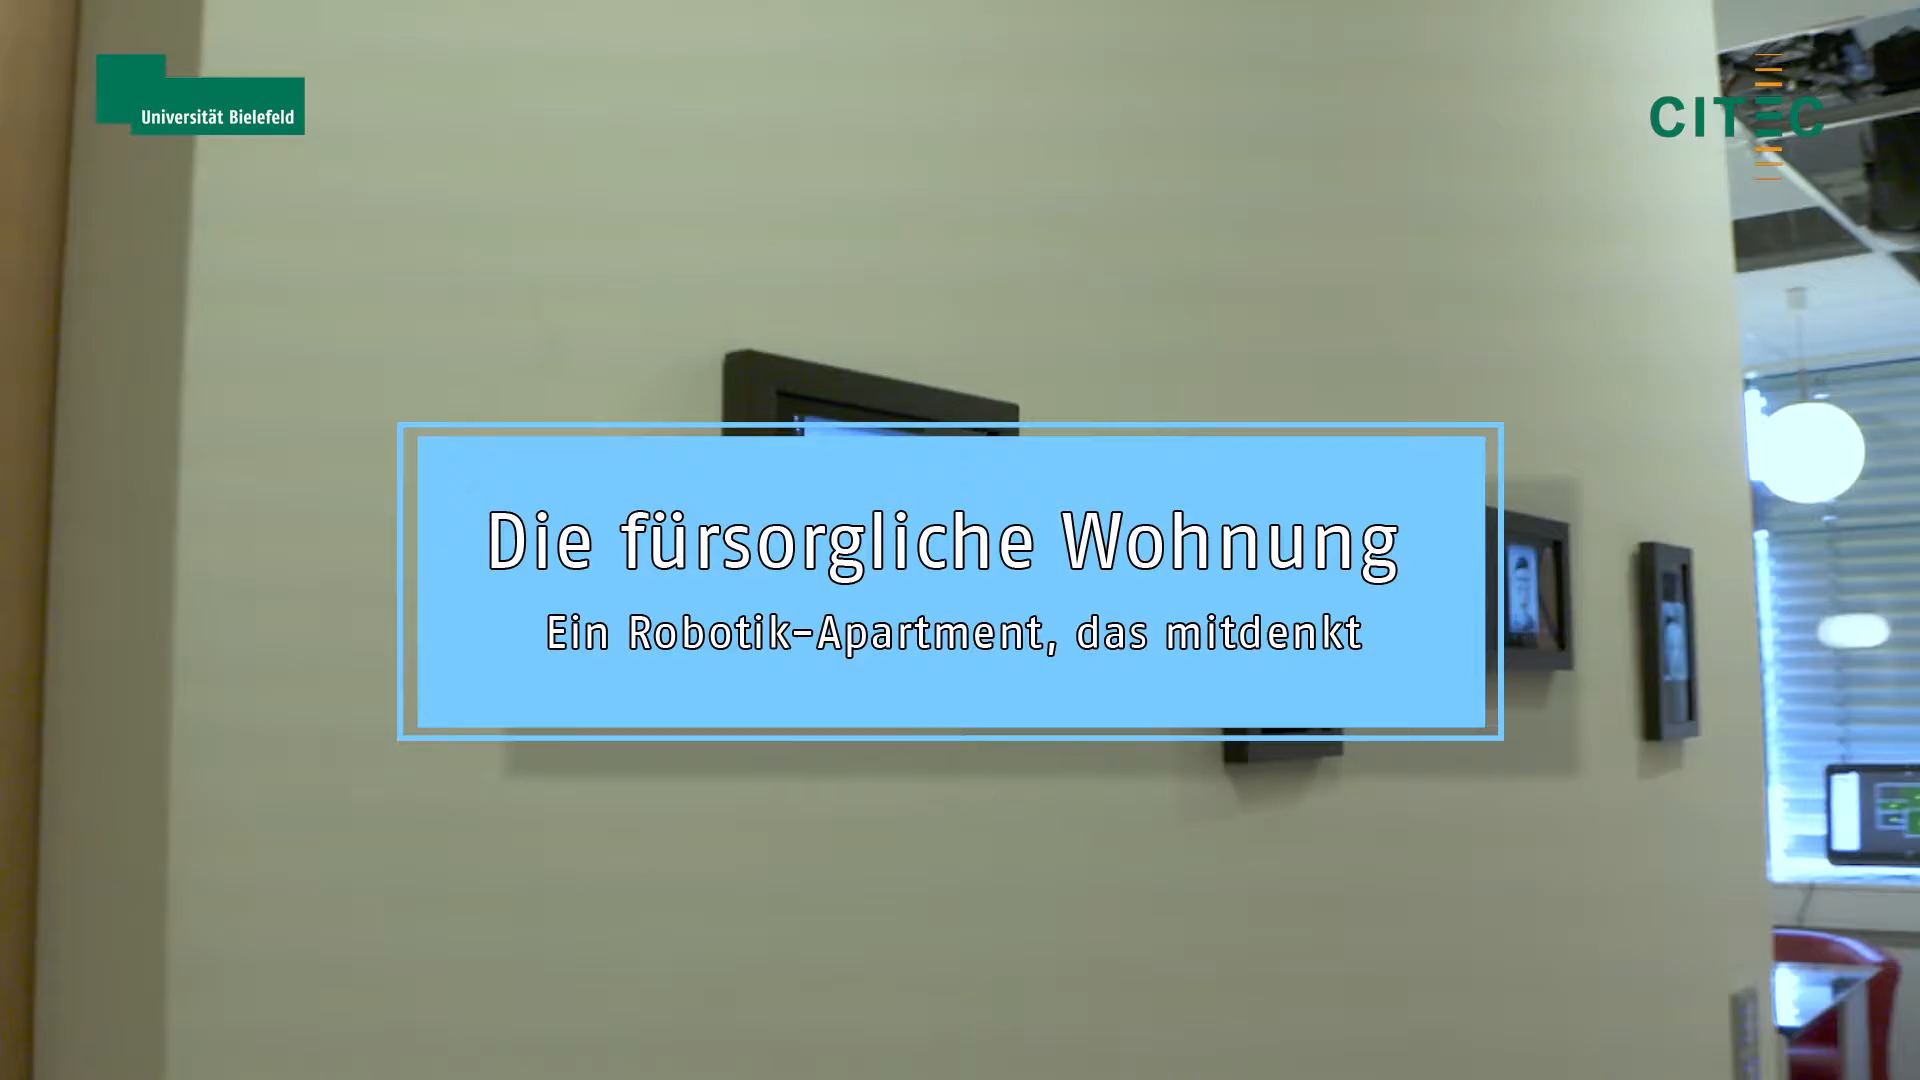 Universität Bielefeld
CITEC
Die fürsorgliche Wohnung
Ein Robotik-Apartment, das mitdenkt